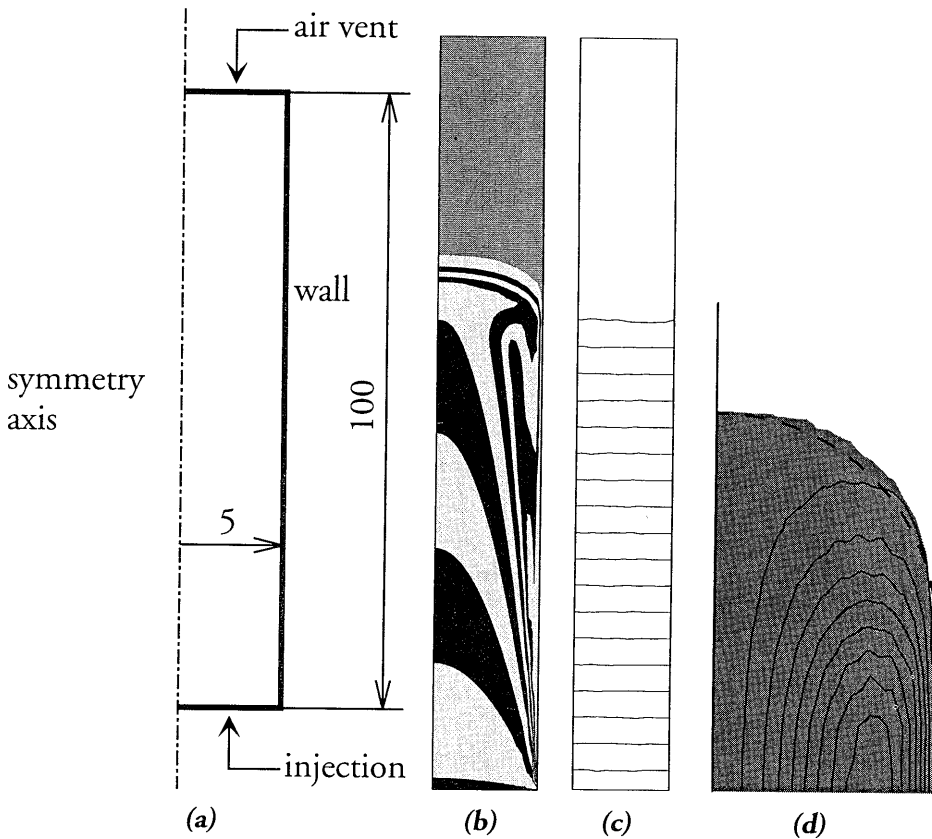 air vent
wall
symmetry
axis
100
5
injection
(a)
(b)
(c)
(d)